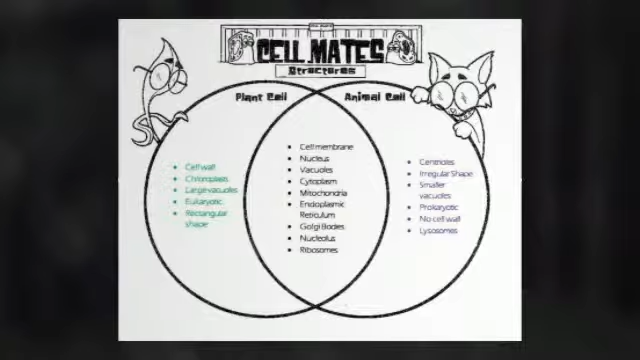 CELL MATES
Structures
Plant Cell
Animal Cell
Cell wall
Chloroplasts
Large vacuoles
Eukaryotic
Rectangular
shape
Cell membrane
Nucleus
Vacuoles
Cytoplasm
Mitochondria
Endoplasmic
Reticulum
Golgi Bodies
Nucleolus
Ribosomes
Centrioles
Irregular Shape
Smaller
vacuoles
Prokaryotic
No cell wall
Lysosomes